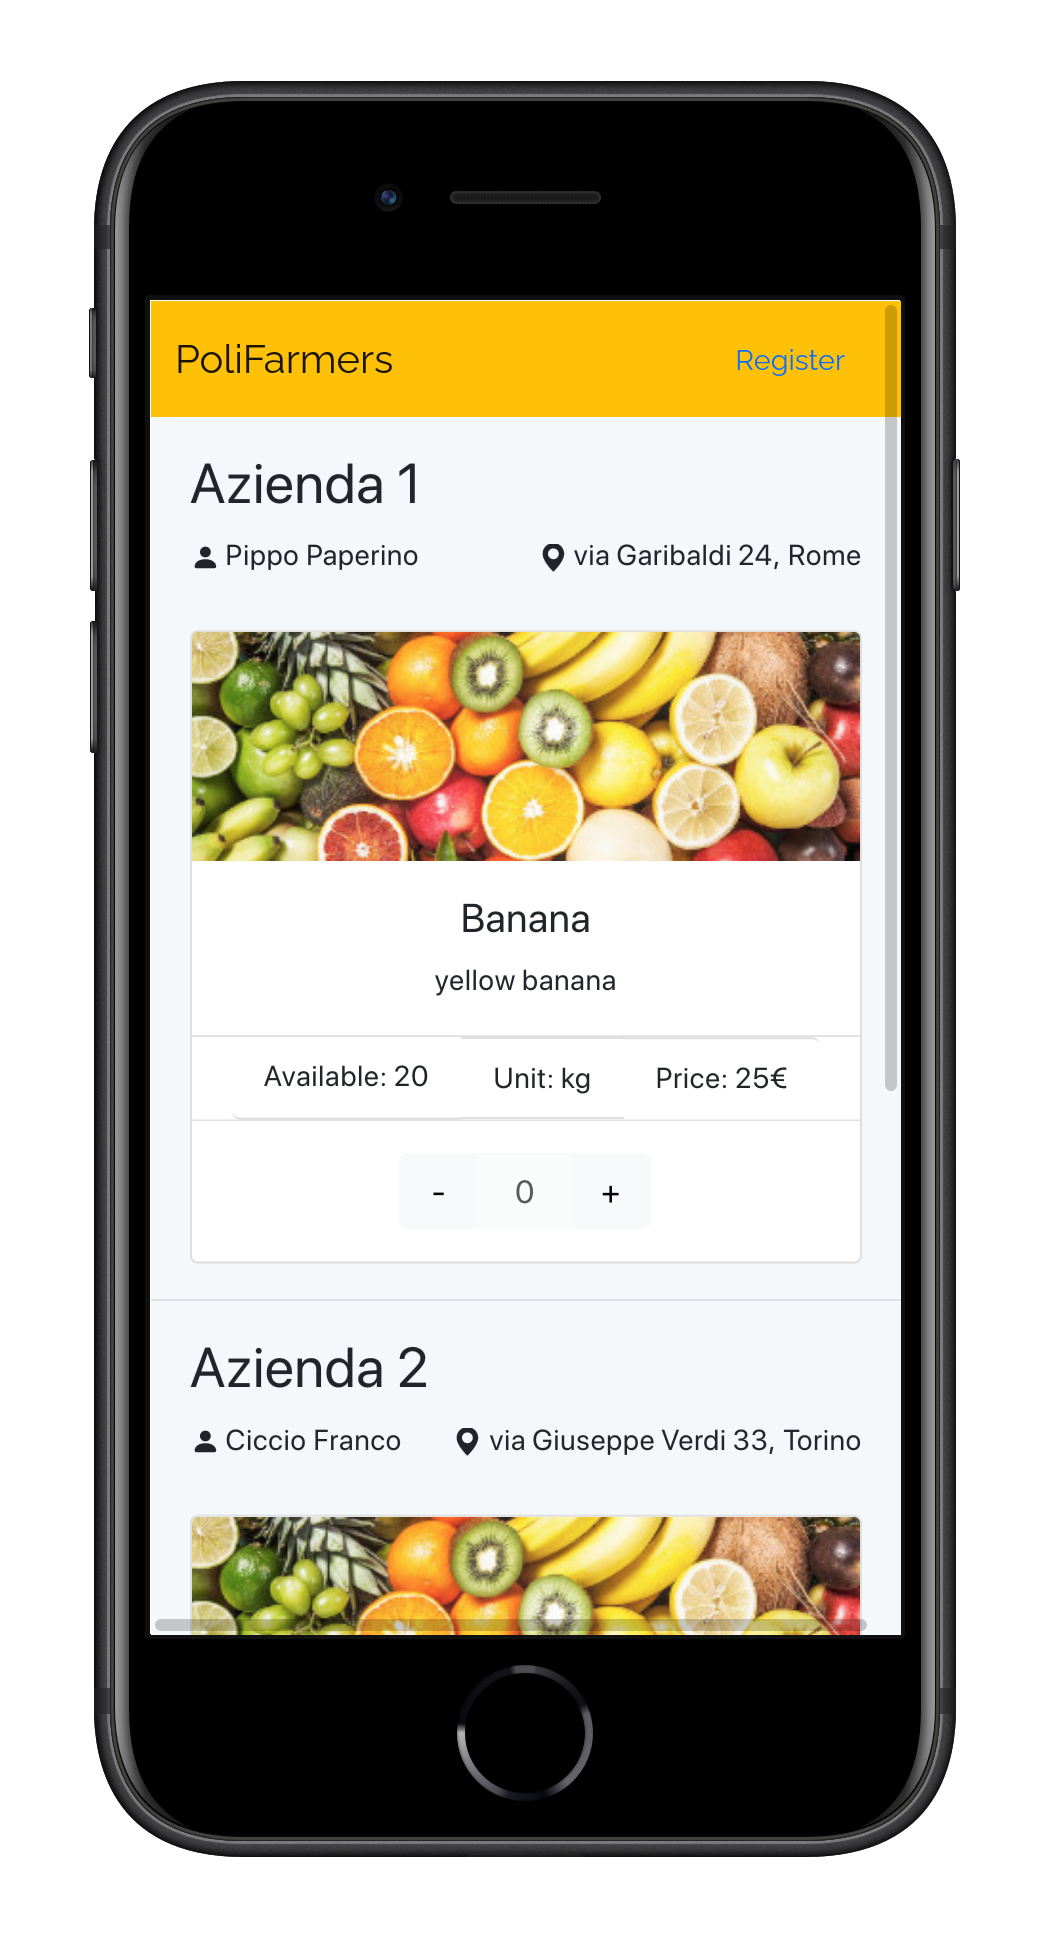 PoliFarmers Register
Azienda 1
Pippo Paperino via Garibaldi 24, Rome
Banana
yellow banana
Available: 20 Unit: kg Price: 25€
- 0 +
Azienda 2
Ciccio Franco via Giuseppe Verdi 33, Torino